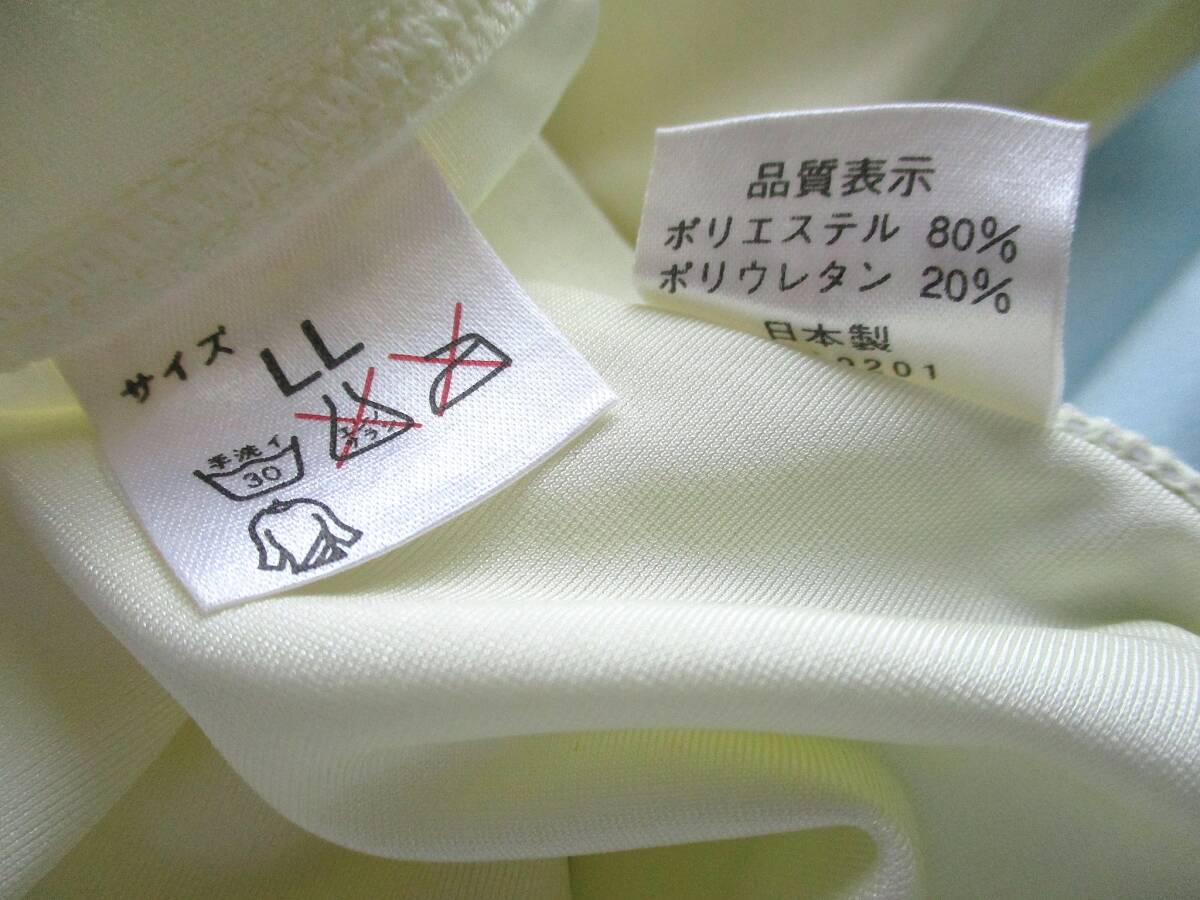 サイズ
LL
エンソ
サラシ
手洗イ
30
品質表示
ポリエステル 80%
ポリウレタン 20%
日本製
0201